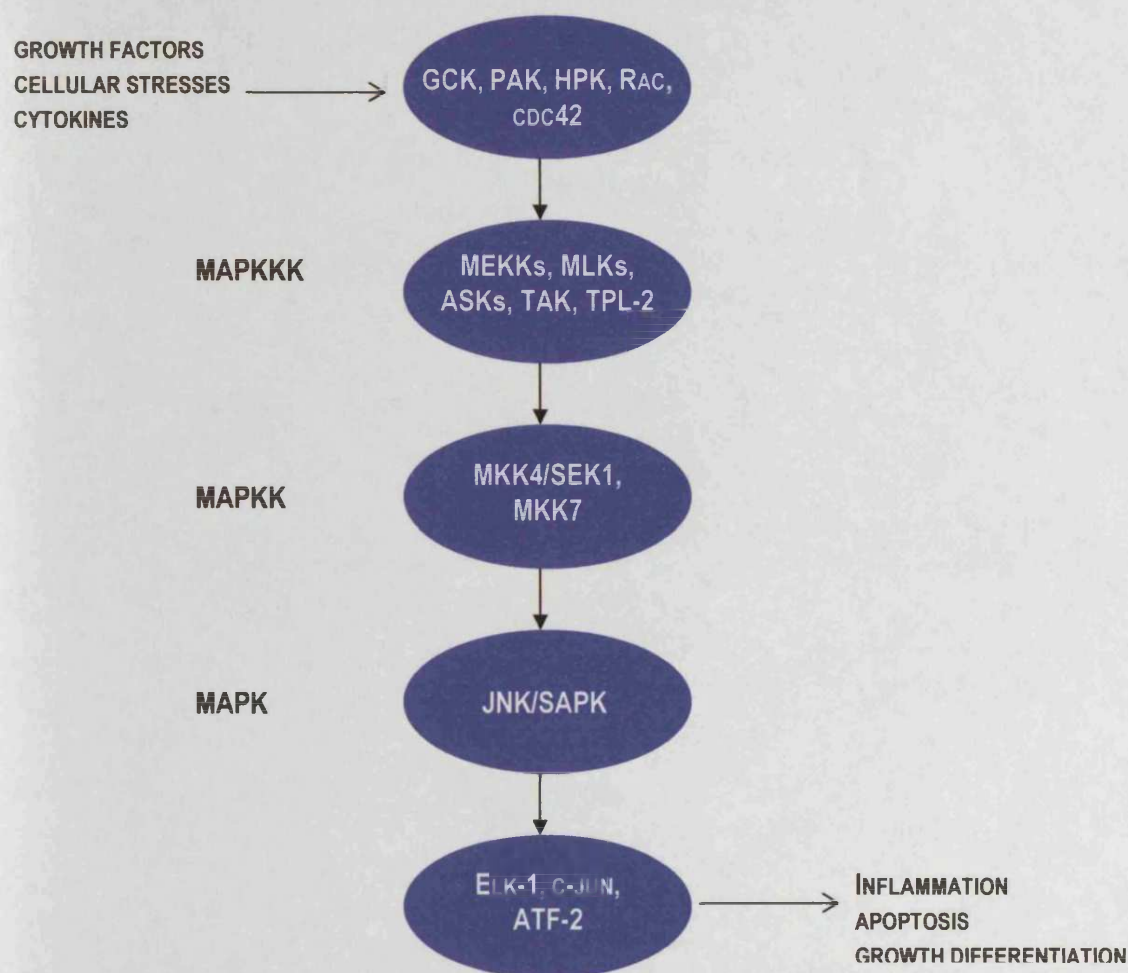 GROWTH FACTORS
CELLULAR STRESSES
CYTOKINES
GCK, PAK, HPK, RAC,
CDC42
MAPKKK
MEKKs, MLKs,
ASKs, TAK, TPL-2
MAPKK
MKK4/SEK1,
MKK7
MAPK
JNK/SAPK
ELK-1, C-JUN,
ATF-2
INFLAMMATION
APOPTOSIS
GROWTH DIFFERENTIATION